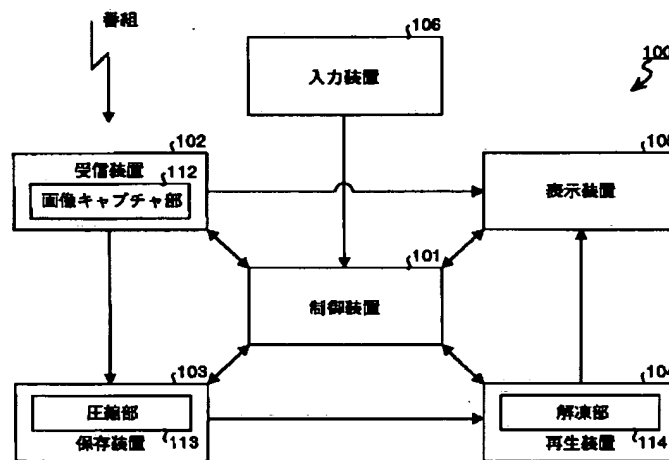 番組
106
入力装置
100
102
受信装置
112
画像キャプチャ部
105
表示装置
101
制御装置
103
圧縮部
保存装置
113
104
解凍部
再生装置
114